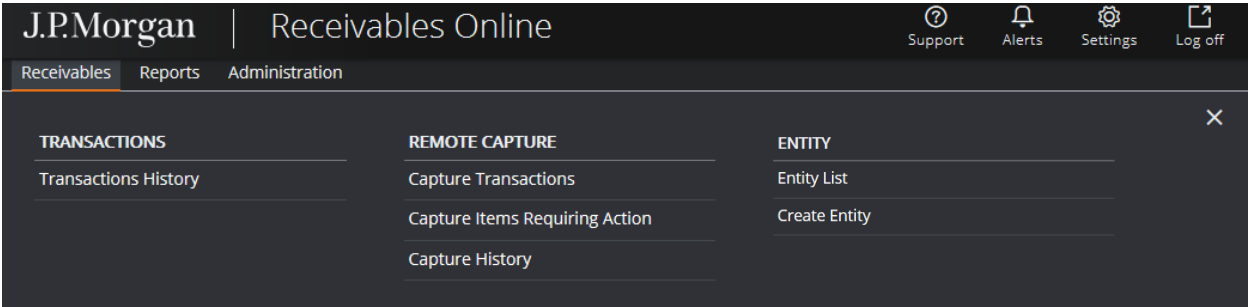 J.P.Morgan | Receivables Online
Support Alerts Settings Log off
Receivables Reports Administration
TRANSACTIONS
Transactions History
REMOTE CAPTURE
Capture Transactions
Capture Items Requiring Action
Capture History
ENTITY
Entity List
Create Entity